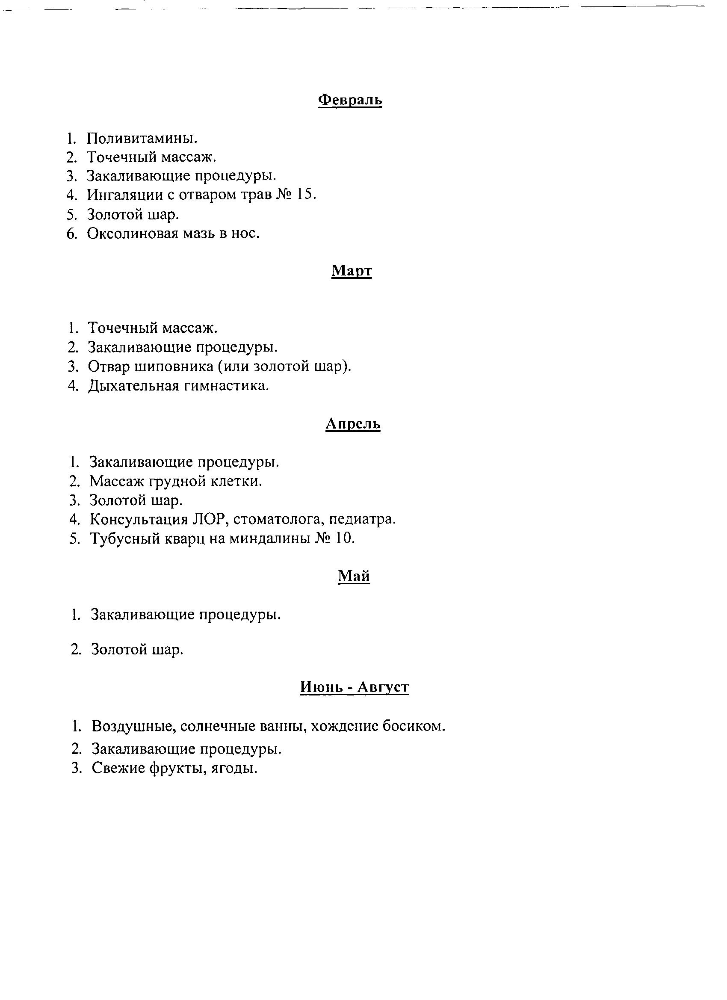 Февраль
1. Поливитамины.
2. Точечный массаж.
3. Закаливающие процедуры.
4. Ингаляции с отваром трав № 15.
5. Золотой шар.
6. Оксолиновая мазь в нос.
Март
1. Точечный массаж.
2. Закаливающие процедуры.
3. Отвар шиповника (или золотой шар).
4. Дыхательная гимнастика.
Апрель
1. Закаливающие процедуры.
2. Массаж грудной клетки.
3. Золотой шар.
4. Консультация ЛОР, стоматолога, педиатра.
5. Тубусный кварц на миндалины № 10.
Май
1. Закаливающие процедуры.
2. Золотой шар.
Июнь - Август
1. Воздушные, солнечные ванны, хождение босиком.
2. Закаливающие процедуры.
3. Свежие фрукты, ягоды.